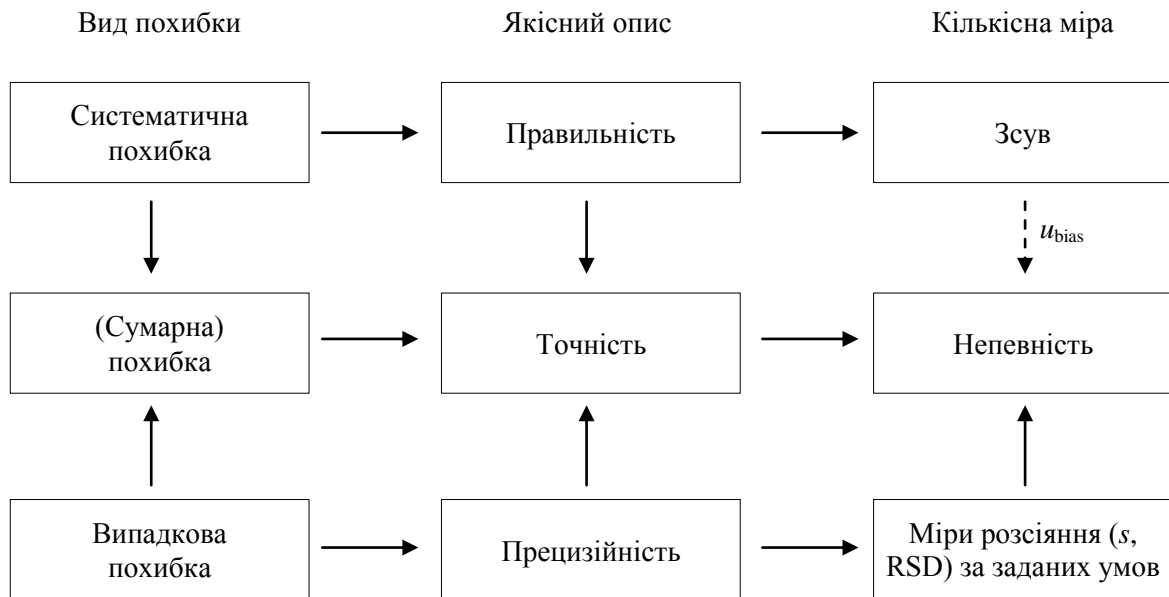 Вид похибки
Якісний опис
Кількісна міра
Систематична
похибка
Правильність
Зсув
u bias
(Сумарна)
похибка
Точність
Непевність
Випадкова
похибка
Прецизійність
Міри розсіяння (s,
RSD) за заданих умов